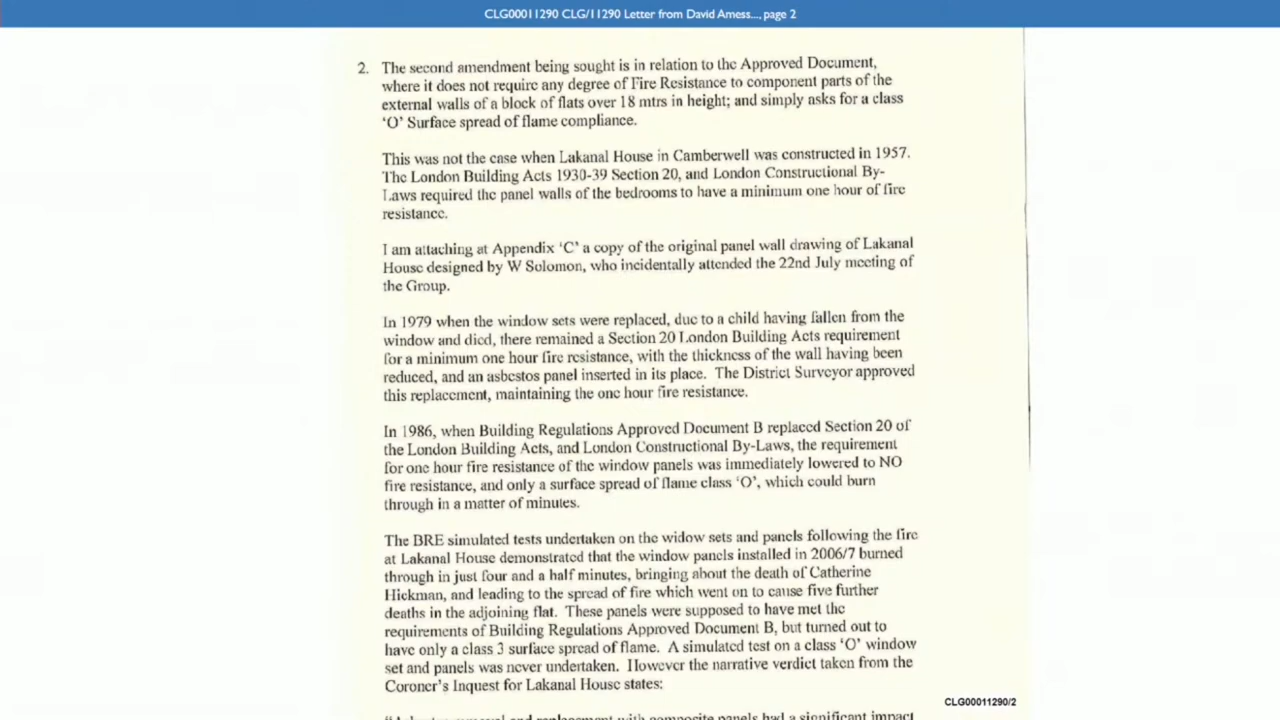 CLG00011290 CLG/11290 Letter from David Amess..., page 2
2. The second amendment being sought is in relation to the Approved Document,
where it does not require any degree of Fire Resistance to component parts of the
external walls of a block of flats over 18 mtrs in height; and simply asks for a class
‘O’ Surface spread of flame compliance.
This was not the case when Lakanal House in Camberwell was constructed in 1957.
The London Building Acts 1930-39 Section 20, and London Constructional By-
Laws required the panel walls of the bedrooms to have a minimum one hour of fire
resistance.
I am attaching at Appendix ‘C’ a copy of the original panel wall drawing of Lakanal
House designed by W Solomon, who incidentally attended the 22nd July meeting of
the Group.
In 1979 when the window sets were replaced, due to a child having fallen from the
window and died, there remained a Section 20 London Building Acts requirement
for a minimum one hour fire resistance, with the thickness of the wall having been
reduced, and an asbestos panel inserted in its place. The District Surveyor approved
this replacement, maintaining the one hour fire resistance.
In 1986, when Building Regulations Approved Document B replaced Section 20 of
the London Building Acts, and London Constructional By-Laws, the requirement
for one hour fire resistance of the window panels was immediately lowered to NO
fire resistance, and only a surface spread of flame class ‘O’, which could burn
through in a matter of minutes.
The BRE simulated tests undertaken on the widow sets and panels following the fire
at Lakanal House demonstrated that the window panels installed in 2006/7 burned
through in just four and a half minutes, bringing about the death of Catherine
Hickman, and leading to the spread of fire which went on to cause five further
deaths in the adjoining flat. These panels were supposed to have met the
requirements of Building Regulations Approved Document B, but turned out to
have only a class 3 surface spread of flame. A simulated test on a class ‘O’ window
set and panels was never undertaken. However the narrative verdict taken from the
Coroner’s Inquest for Lakanal House states:
CLG00011290/2
with composite panels had a significant impact